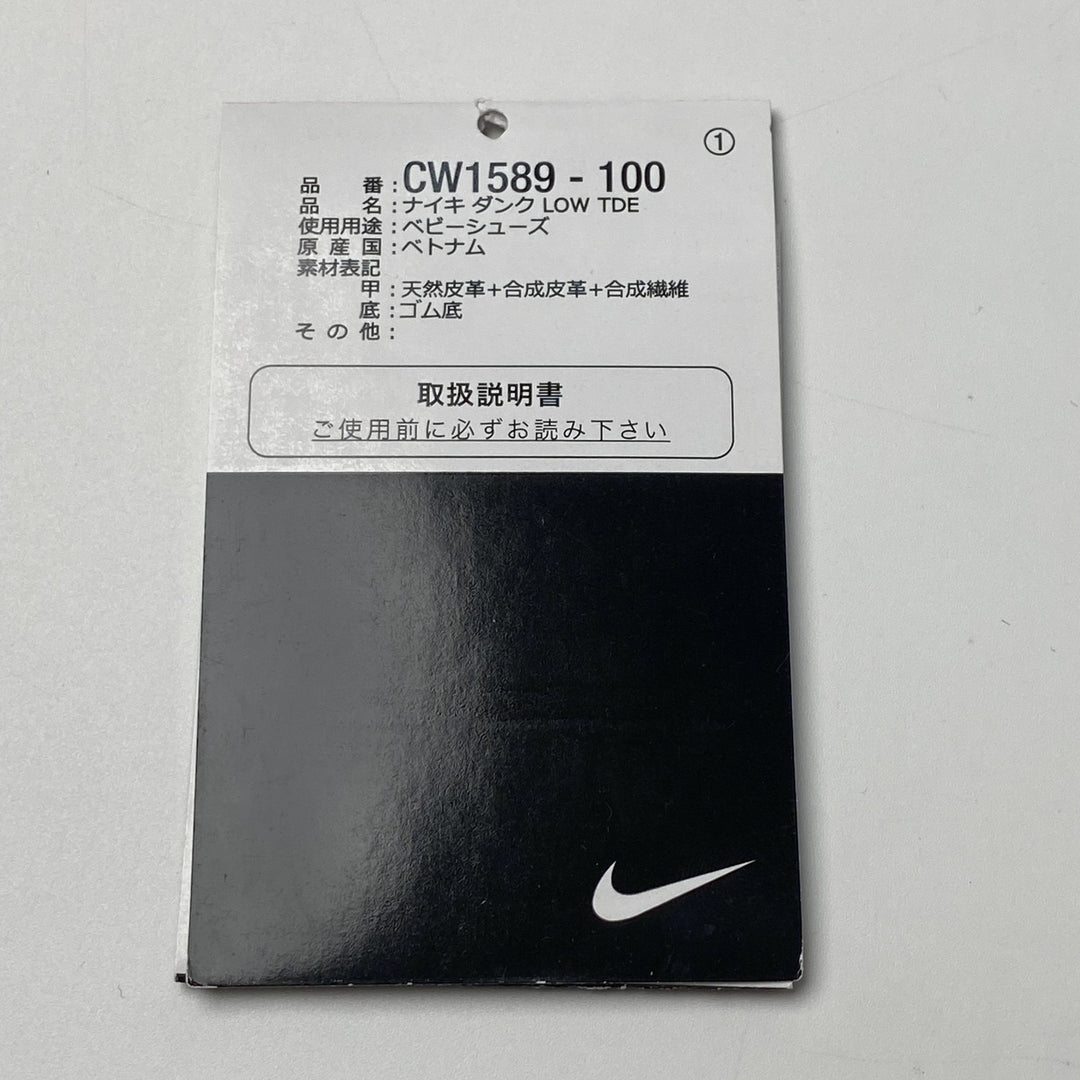 ①
品番:CW1589 - 100
品名:ナイキ ダンク LOW TDE
使用用途:ベビーシューズ
原産国:ベトナム
素材表記
甲:天然皮革+合成皮革+合成繊維
底:ゴム底
その他:
取扱説明書
ご使用前に必ずお読み下さい